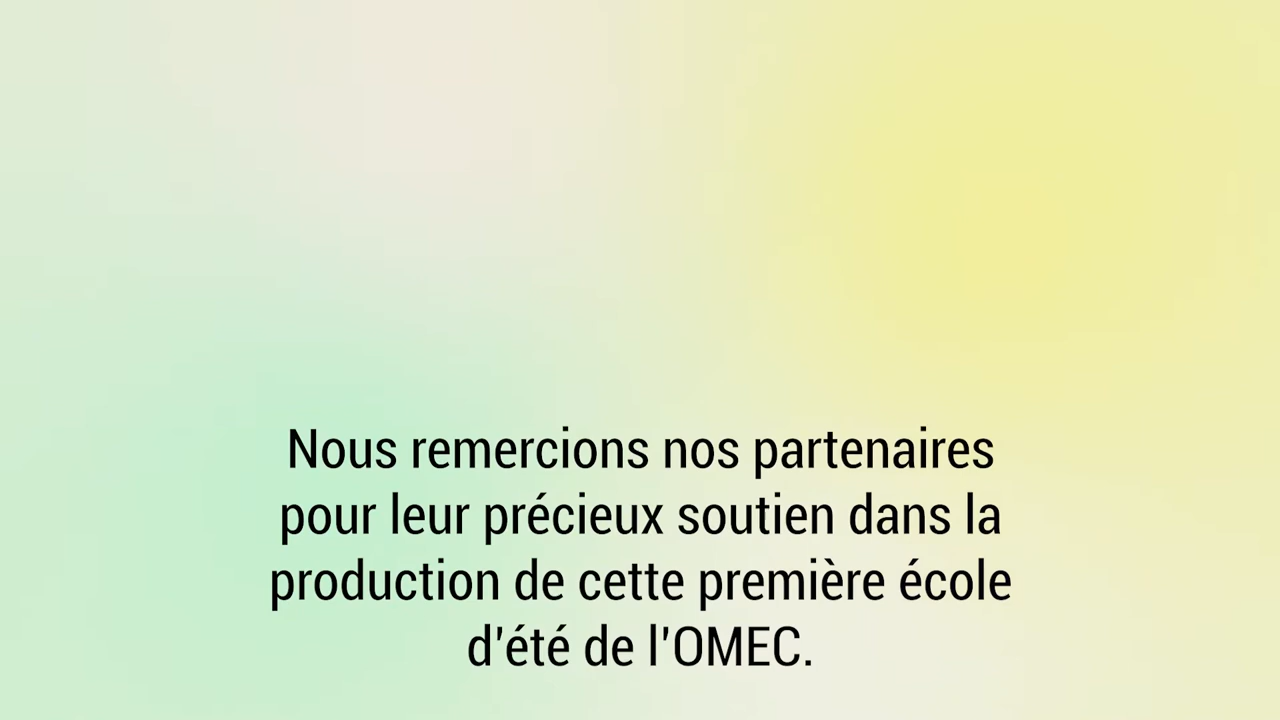 Nous remercions nos partenaires
pour leur précieux soutien dans la
production de cette première école
d'été de l'OMEC.